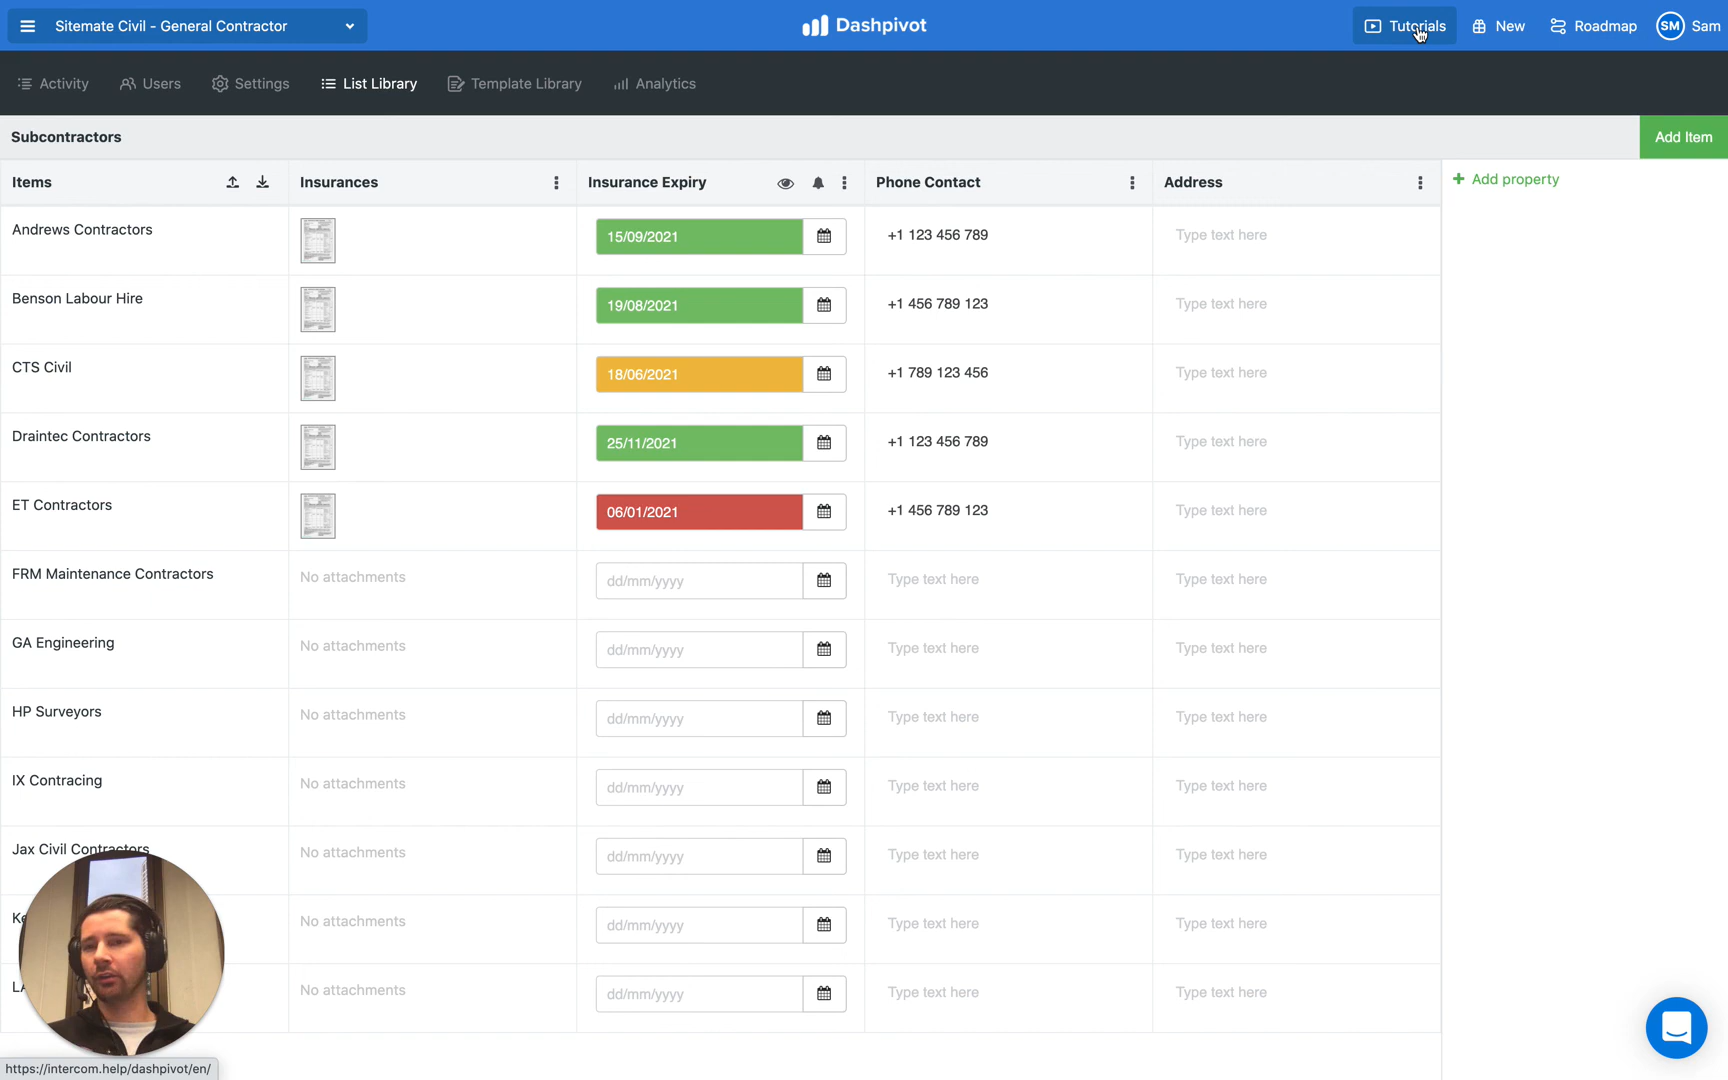 Sitemate Civil - General Contractor
Dashpivot
Tutorials
New
Roadmap
SM
Sam
Activity
Users
Settings
List Library
Template Library
Analytics
Subcontractors
Add Item
Items
Insurances
Insurance Expiry
Phone Contact
Address
+ Add property
Andrews Contractors
15/09/2021
+1 123 456 789
Type text here
Benson Labour Hire
19/08/2021
+1 456 789 123
Type text here
CTS Civil
18/06/2021
+1 789 123 456
Type text here
Draintec Contractors
25/11/2021
+1 123 456 789
Type text here
ET Contractors
06/01/2021
+1 456 789 123
Type text here
FRM Maintenance Contractors
No attachments
dd/mm/yyyy
Type text here
Type text here
GA Engineering
No attachments
dd/mm/yyyy
Type text here
Type text here
HP Surveyors
No attachments
dd/mm/yyyy
Type text here
Type text here
IX Contracing
No attachments
dd/mm/yyyy
Type text here
Type text here
Jax Civil Contractors
No attachments
dd/mm/yyyy
Type text here
Type text here
No attachments
dd/mm/yyyy
Type text here
Type text here
No attachments
dd/mm/yyyy
Type text here
Type text here
https://intercom.help/dashpivot/en/